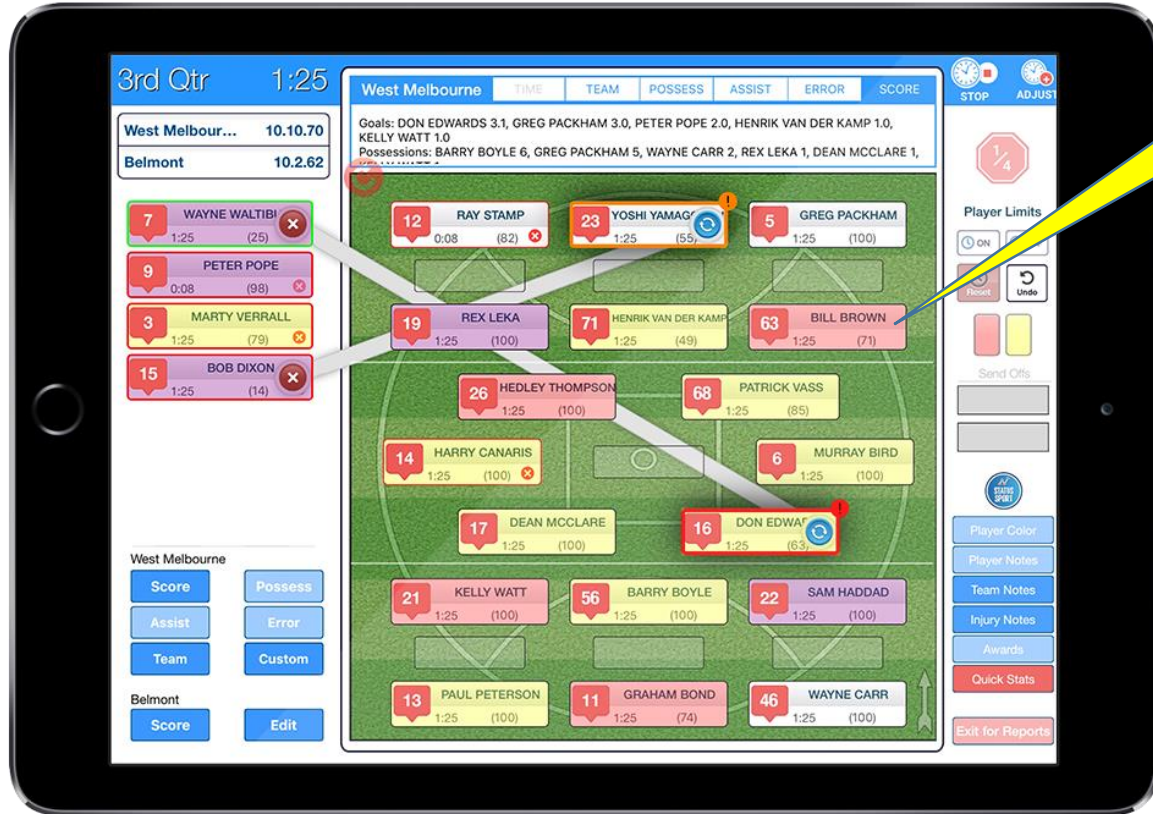 3rd Qtr 1:25
West Melbour... 10.10.70
Belmont 10.2.62
West Melbourne TIME TEAM POSSESS ASSIST ERROR SCORE
Goals: DON EDWARDS 3.1, GREG PACKHAM 3.0, PETER POPE 2.0, HENRIK VAN DER KAMP 1.0,
KELLY WATT 1.0
Possessions: BARRY BOYLE 6, GREG PACKHAM 5, WAYNE CARR 2, REX LEKA 1, DEAN MCCLARE 1,
STOP ADJUST
1/4
Player Limits
ON
Reset Undo
Send Offs
STATUS
SPORT
Player Color
Player Notes
Team Notes
Injury Notes
Awards
Quick Stats
Exit for Reports
7 WAYNE WALTIBI
1:25 (25)
9 PETER POPE
0:08 (98)
3 MARTY VERRALL
1:25 (79)
15 BOB DIXON
1:25 (14)
12 RAY STAMP
0:08 (82)
23 YOSHI
1:25 (55)
!
5 GREG PACKHAM
1:25 (100)
19 REX LEKA
1:25 (100)
71 HENRIK VAN DER KAMP
1:25 (49)
63 BILL BROWN
1:25 (71)
26 HEDLEY THOMPSON
1:25 (100)
68 PATRICK VASS
1:25 (85)
14 HARRY CANARIS
1:25 (100)
6 MURRAY BIRD
1:25 (100)
17 DEAN MCCLARE
1:25 (100)
16 DON
1:25 (63)
!
21 KELLY WATT
1:25 (100)
56 BARRY BOYLE
1:25 (100)
22 SAM HADDAD
1:25 (100)
13 PAUL PETERSON
1:25 (100)
11 GRAHAM BOND
1:25 (74)
46 WAYNE CARR
1:25 (100)
West Melbourne
Score Possess
Assist Error
Team Custom
Belmont
Score Edit